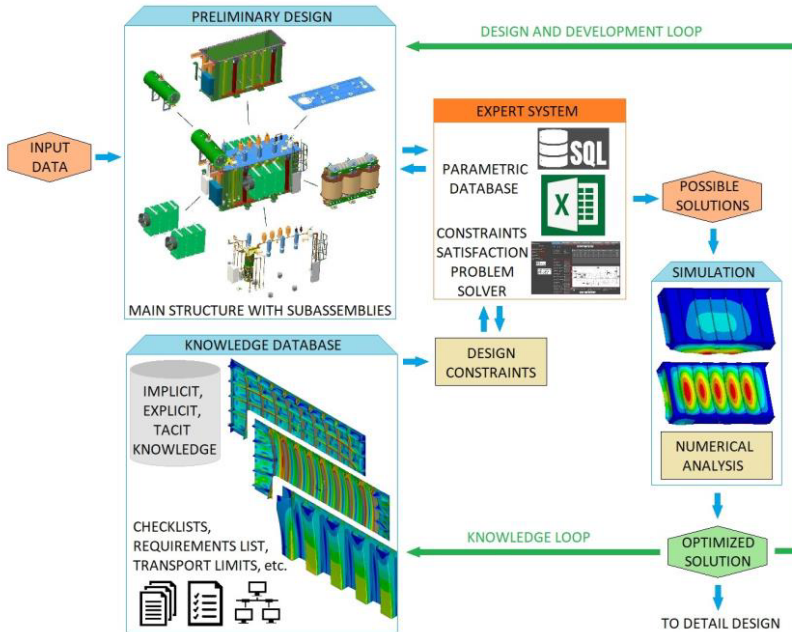 PRELIMINARY DESIGN
DESIGN AND DEVELOPMENT LOOP
INPUT
DATA
MAIN STRUCTURE WITH SUBASSEMBLIES
EXPERT SYSTEM
SQL
PARAMETRIC
DATABASE
X
CONSTRAINTS
SATISFACTION
PROBLEM
SOLVER
POSSIBLE
SOLUTIONS
SIMULATION
NUMERICAL
ANALYSIS
KNOWLEDGE DATABASE
IMPLICIT,
EXPLICIT,
TACIT
KNOWLEDGE
DESIGN
CONSTRAINTS
CHECKLISTS,
REQUIREMENTS LIST,
TRANSPORT LIMITS, etc.
KNOWLEDGE LOOP
OPTIMIZED
SOLUTION
TO DETAIL DESIGN